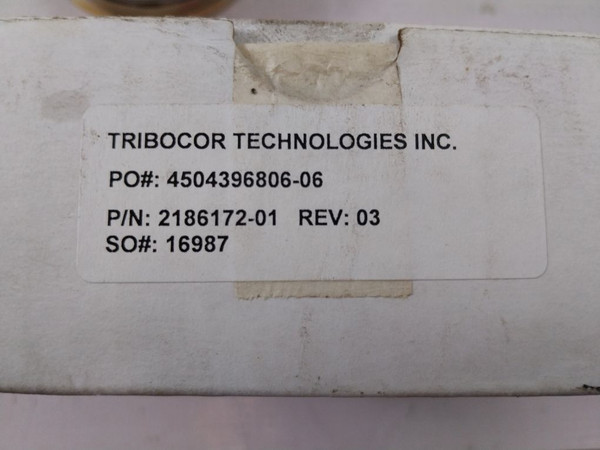 TRIBOCOR TECHNOLOGIES INC.
PO#: 4504396806-06
P/N: 2186172-01 REV: 03
SO#: 16987